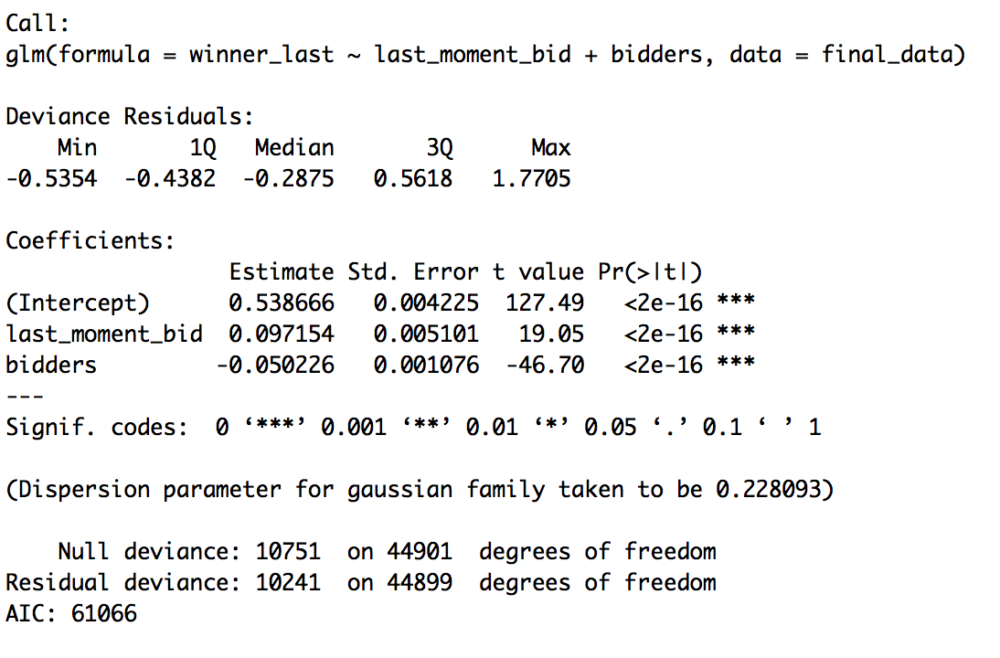 Call:
glm(formula = winner_last ~ last_moment_bid + bidders, data = final_data)
Deviance Residuals:
Min 1Q Median 3Q Max
-0.5354 -0.4382 -0.2875 0.5618 1.7705
Coefficients:
Estimate Std. Error t value Pr(>|t|)
(Intercept) 0.538666 0.004225 127.49 <2e-16 ***
last_moment_bid 0.097154 0.005101 19.05 <2e-16 ***
bidders -0.050226 0.001076 -46.70 <2e-16 ***
---
Signif. codes: 0 ‘***’ 0.001 ‘**’ 0.01 ‘*’ 0.05 ‘.’ 0.1 ‘ ’ 1
(Dispersion parameter for gaussian family taken to be 0.228093)
Null deviance: 10751 on 44901 degrees of freedom
Residual deviance: 10241 on 44899 degrees of freedom
AIC: 61066